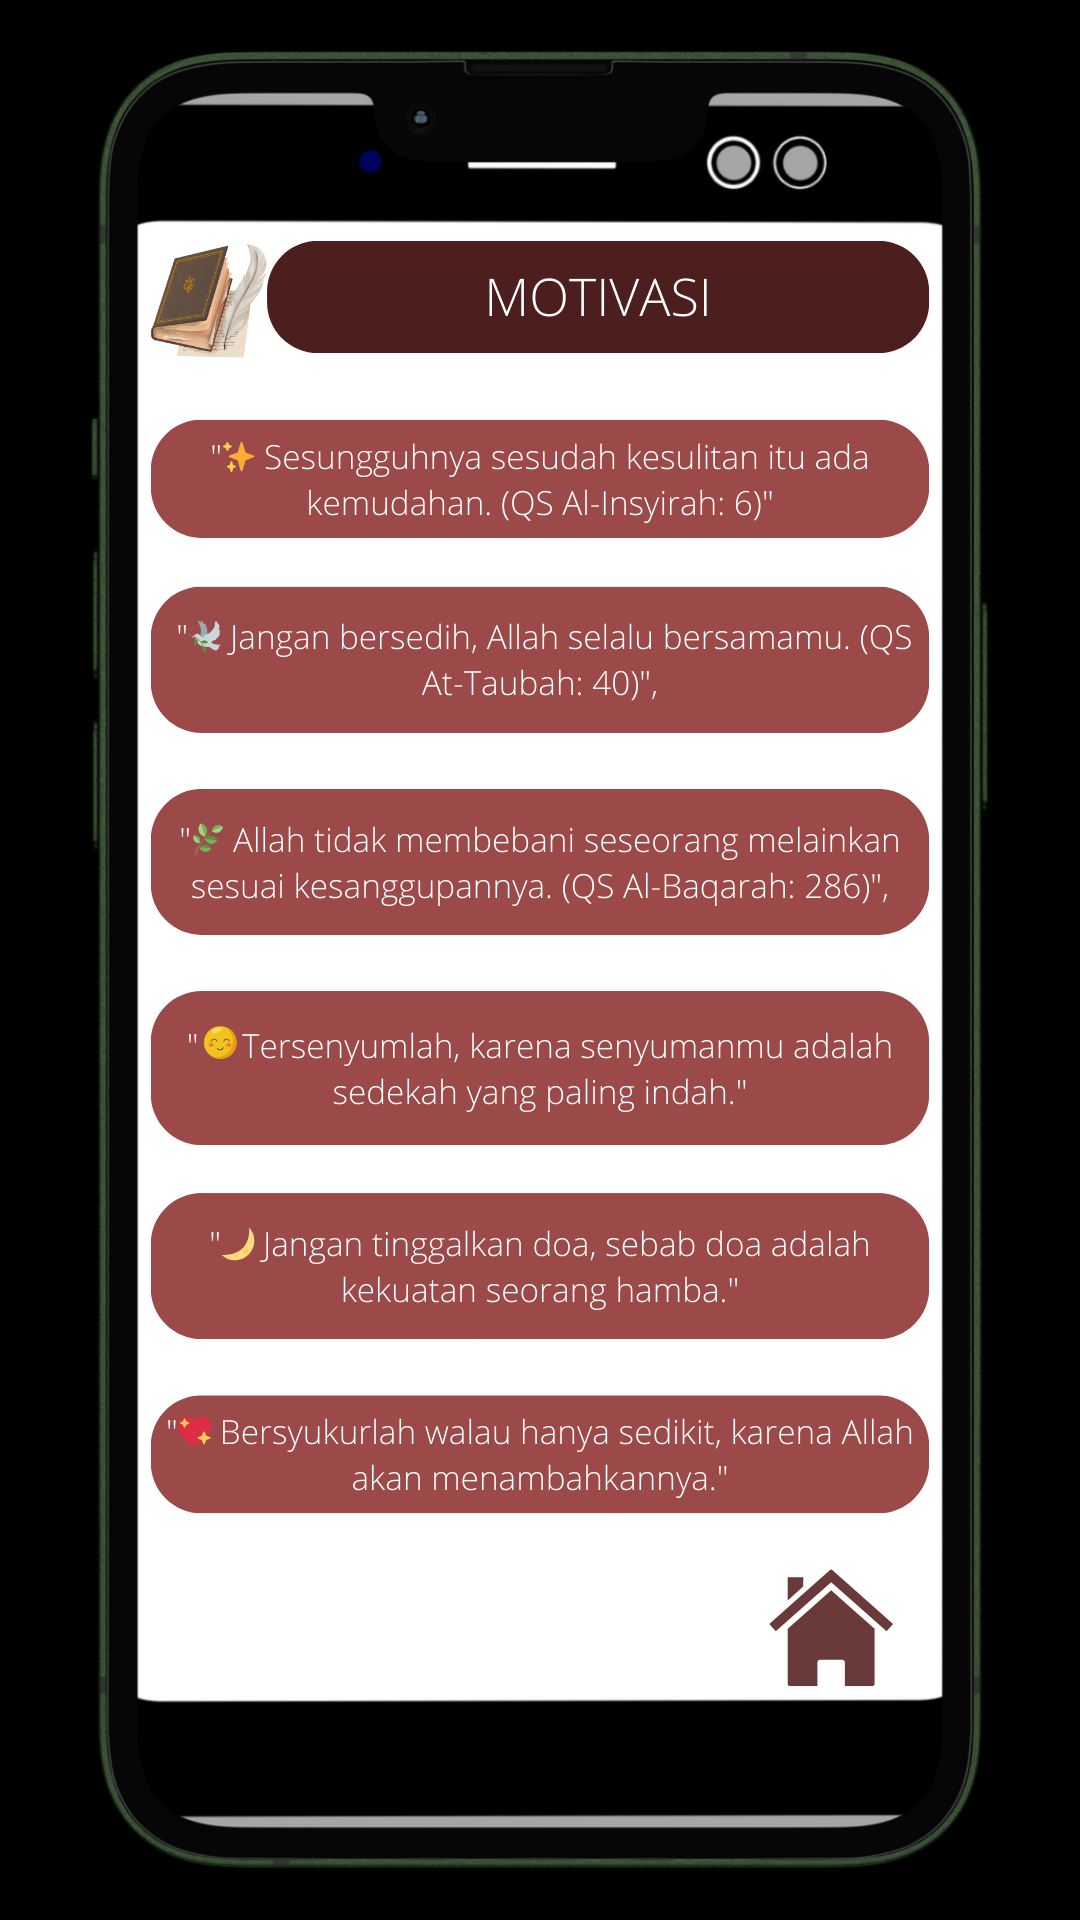 MOTIVASI
"✨ Sesungguhnya sesudah kesulitan itu ada
kemudahan. (QS Al-Insyirah: 6)"
"🕊️ Jangan bersedih, Allah selalu bersamamu. (QS
At-Taubah: 40)",
"🌿 Allah tidak membebani seseorang melainkan
sesuai kesanggupannya. (QS Al-Baqarah: 286)",
"🌞 Tersenyumlah, karena senyumanmu adalah
sedekah yang paling indah."
"🌙 Jangan tinggalkan doa, sebab doa adalah
kekuatan seorang hamba."
"💖 Bersyukurlah walau hanya sedikit, karena Allah
akan menambahkannya."